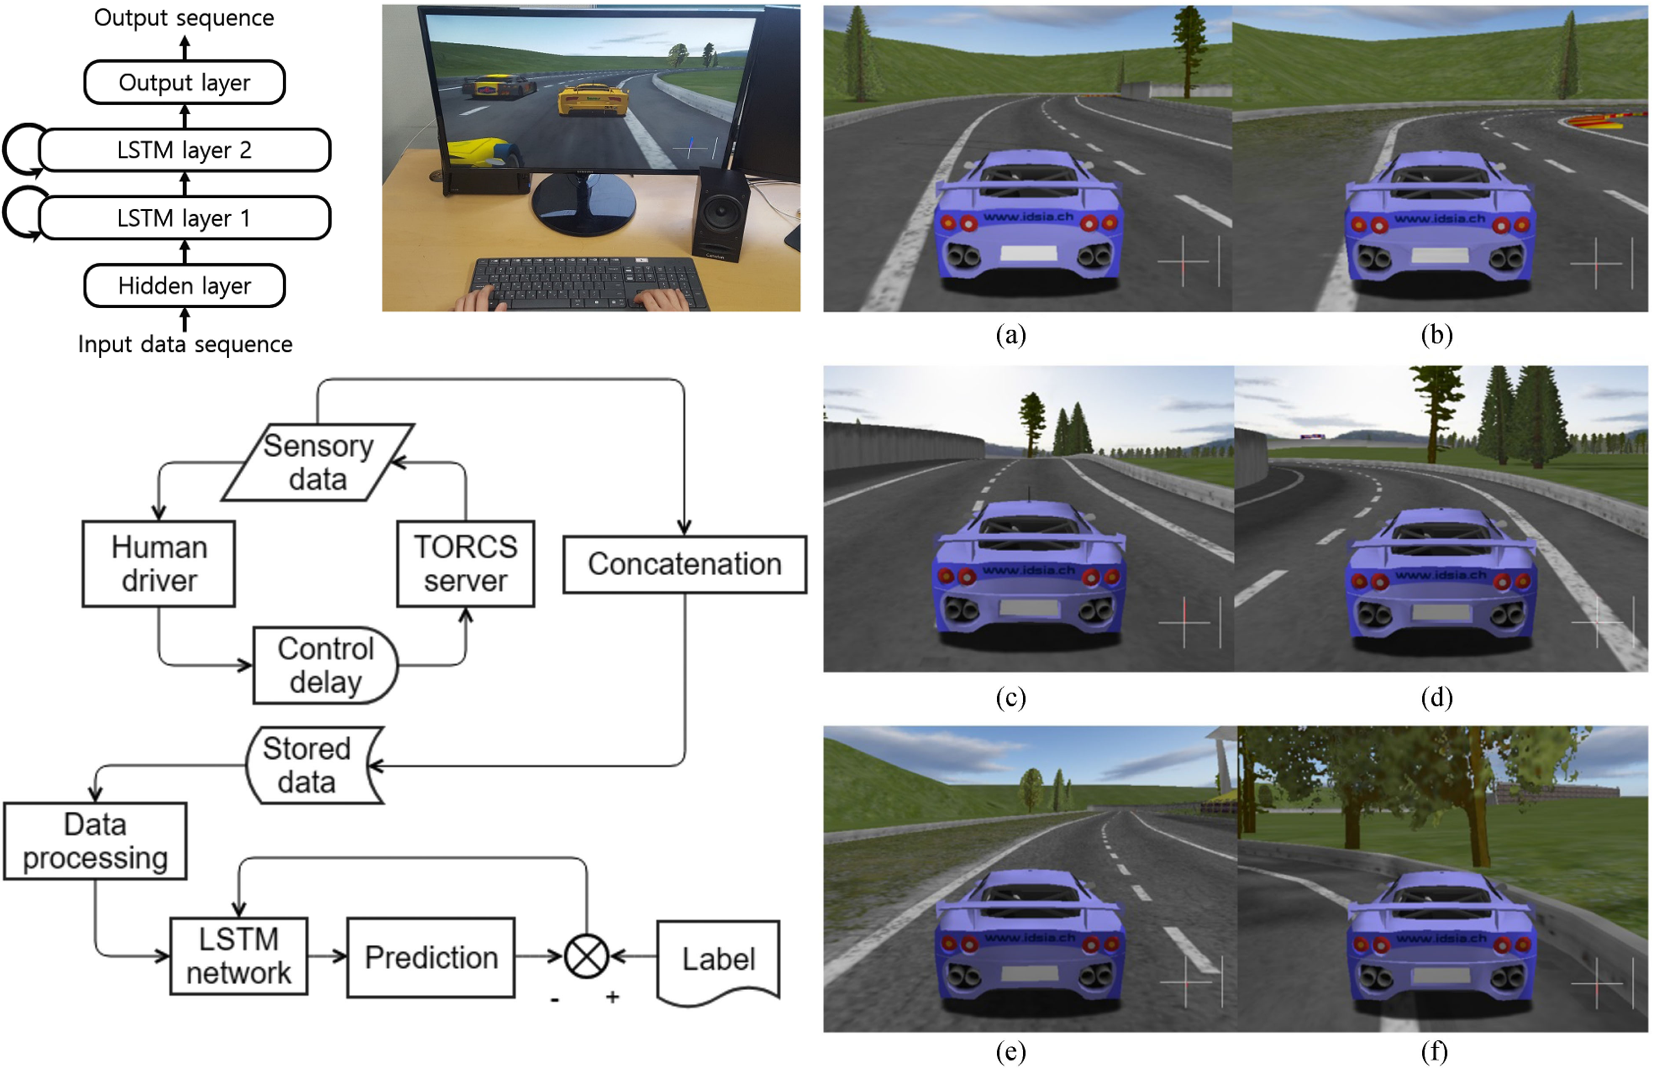 Output sequence
Output layer
LSTM layer 2
LSTM layer 1
Hidden layer
Input data sequence
www.idsia.ch
www.idsia.ch
(a)
(b)
Sensory
data
Human
driver
TORCS
server
Concatenation
Control
delay
Stored
data
Data
processing
LSTM
network
Prediction
Label
-
+
www.idsia.ch
www.idsia.ch
(c)
(d)
www.idsia.ch
www.idsia.ch
(e)
(f)